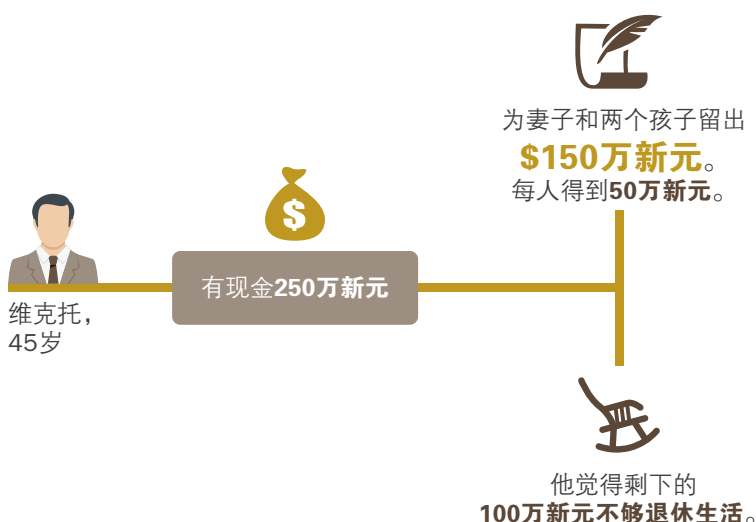 为妻子和两个孩子留出
$150万新元。
每人得到50万新元。
$
有现金250万新元
维克托，
45岁
他觉得剩下的
100万新元不够退休生活。